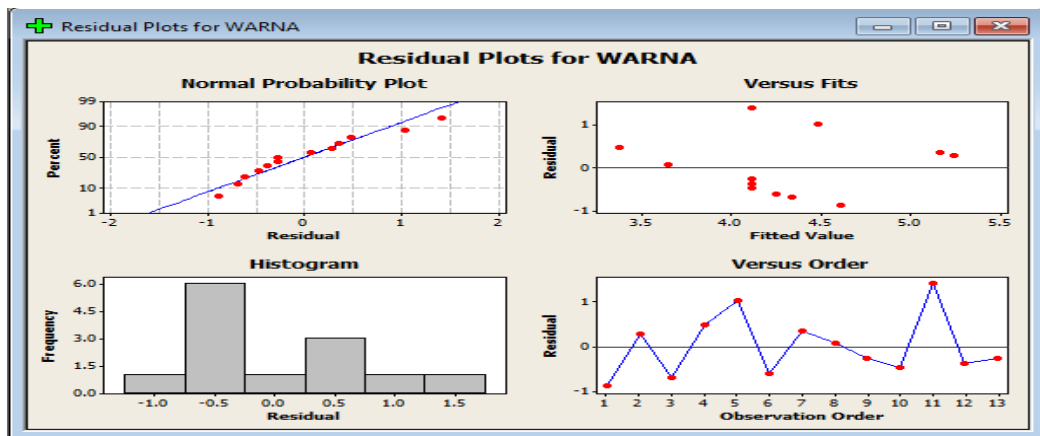 Residual Plots for WARNA
Residual Plots for WARNA
Normal Probability Plot
99
90
50
10
1
Percent
-2 -1 0 1 2
Residual
Versus Fits
1
0
-1
Residual
3.5 4.0 4.5 5.0 5.5
Fitted Value
Histogram
6.0
4.5
3.0
1.5
0.0
Frequency
-1.0 -0.5 0.0 0.5 1.0 1.5
Residual
Versus Order
1
0
-1
Residual
1 2 3 4 5 6 7 8 9 10 11 12 13
Observation Order